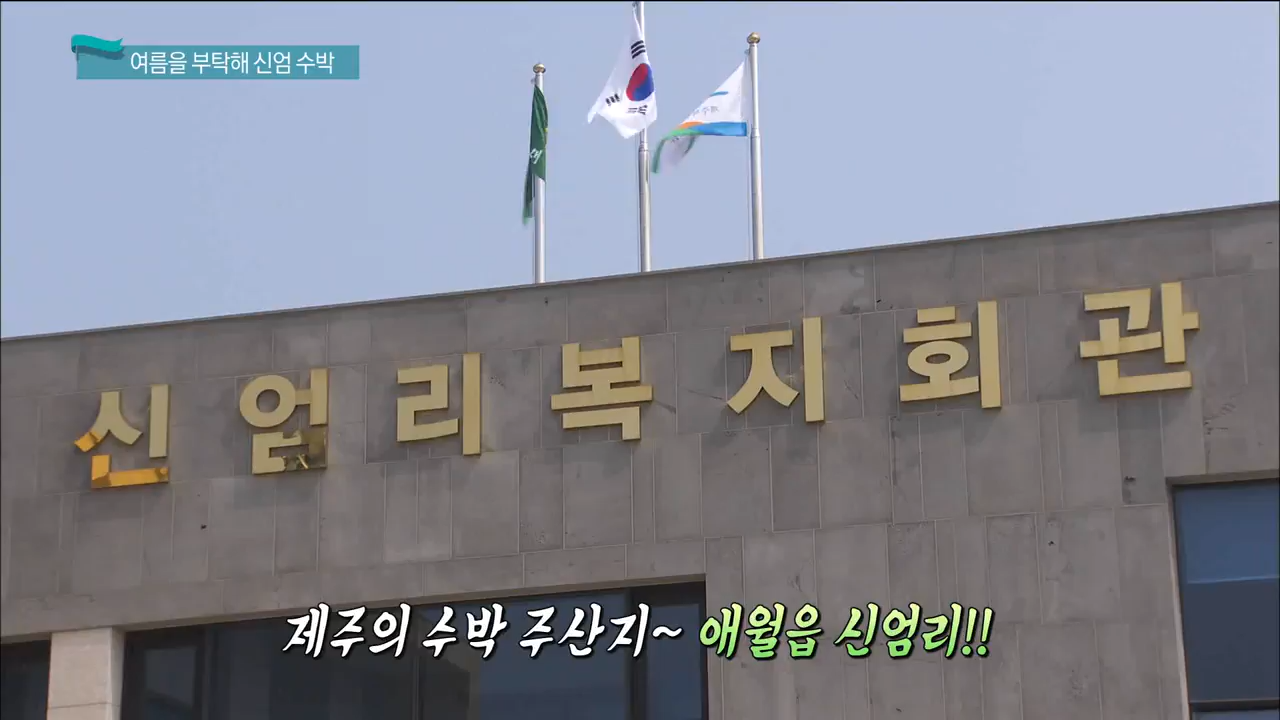 여름을 부탁해 신엄 수박
신엄리복지회관
제주의 수박 주산지~ 애월읍 신엄리!!